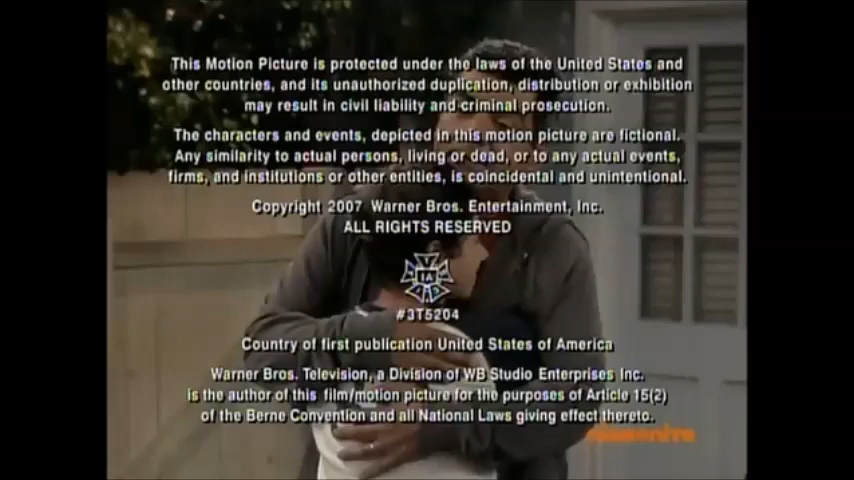 This Motion Picture is protected under the laws of the United States and
other countries, and its unauthorized duplication, distribution or exhibition
may result in civil liability and criminal prosecution.
The characters and events, depicted in this motion picture are fictional.
Any similarity to actual persons, living or dead, or to any actual events,
firms, and institutions or other entities, is coincidental and unintentional.
Copyright 2007 Warner Bros. Entertainment, Inc.
ALL RIGHTS RESERVED
IA
#3T5204
Country of first publication United States of America
Warner Bros. Television, a Division of WB Studio Enterprises Inc.
is the author of this film/motion picture for the purposes of Article 15(2)
of the Berne Convention and all National Laws giving effect thereto.